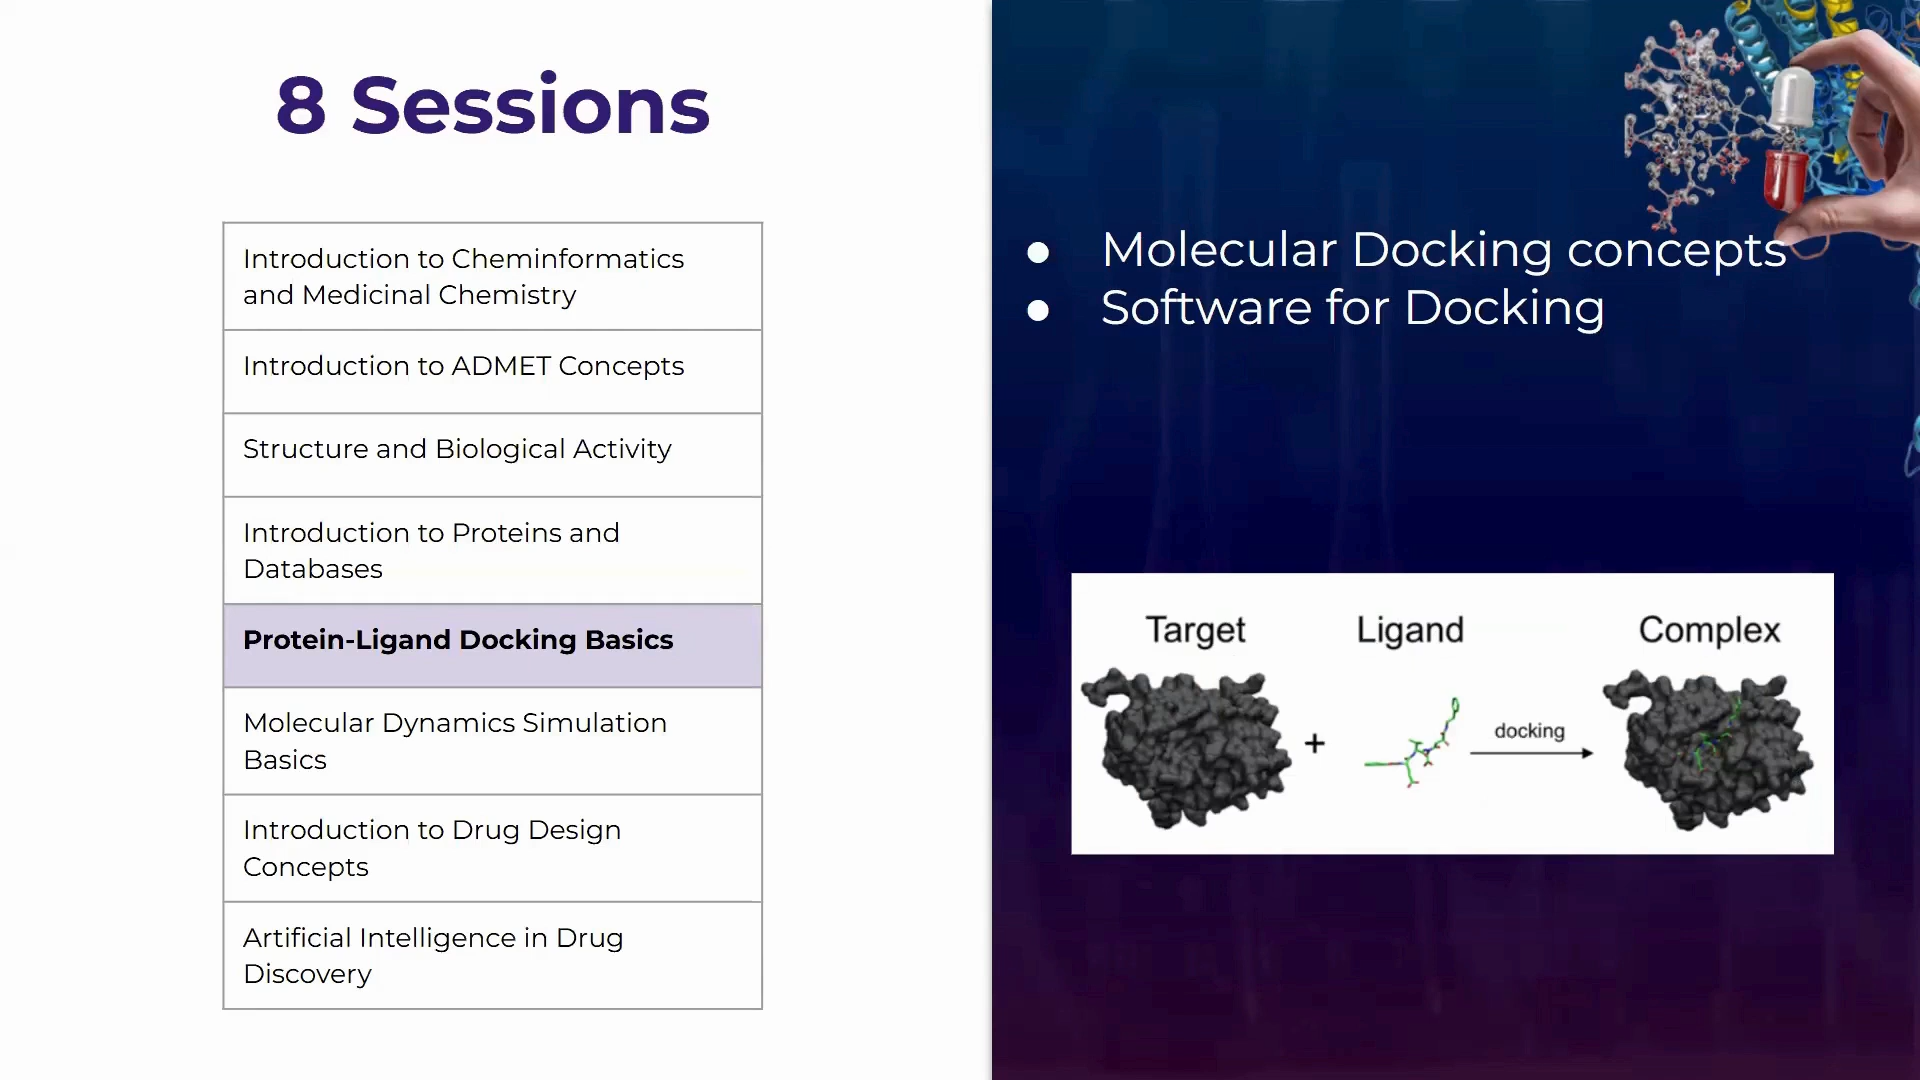 8 Sessions
Introduction to Cheminformatics
and Medicinal Chemistry
Introduction to ADMET Concepts
Structure and Biological Activity
Introduction to Proteins and
Databases
Protein-Ligand Docking Basics
Molecular Dynamics Simulation
Basics
Introduction to Drug Design
Concepts
Artificial Intelligence in Drug
Discovery
● Molecular Docking concepts
● Software for Docking
Target Ligand Complex
+ docking